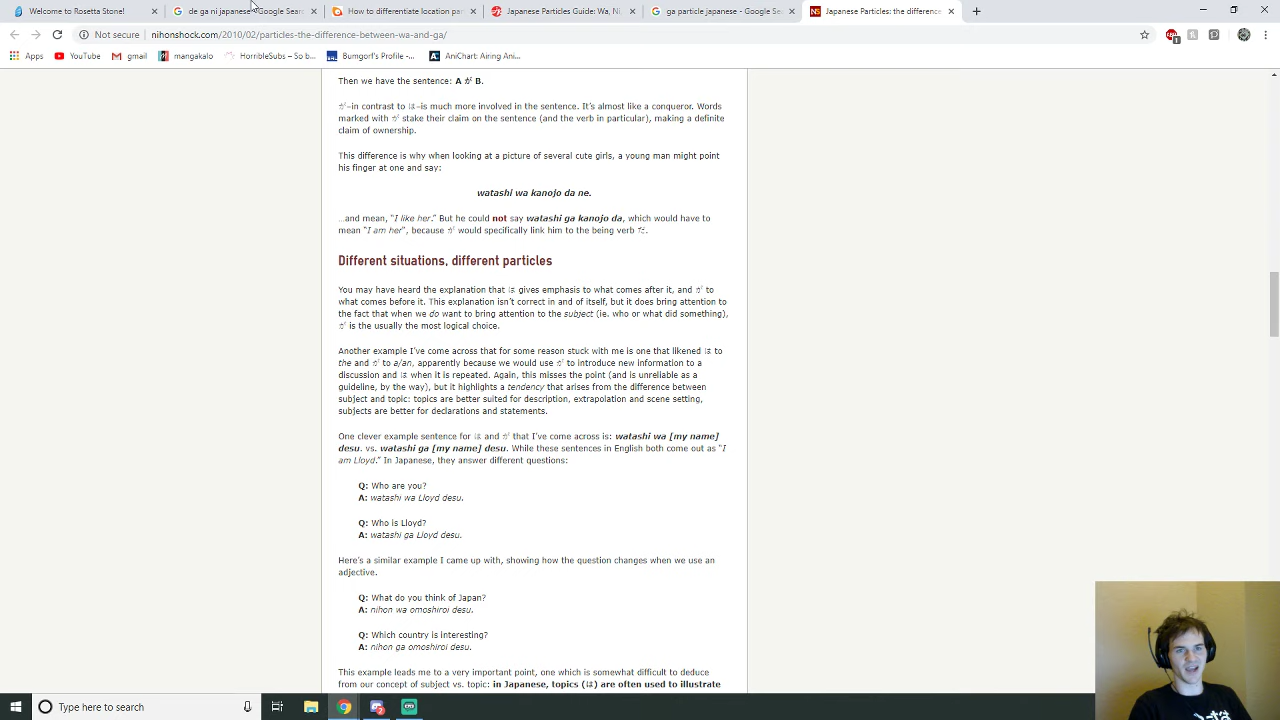 Welcome to Rosetta Stone!
de ga ni japanese - Google Searc
How to differentiate location par
Japanese Particles Guide: Wa, Ni,
ga particle japanese - Google Se
Japanese Particles: the difference
Not secure | nihonshock.com/2010/02/particles-the-difference-between-wa-and-ga/
Apps YouTube gmail mangakalo HorribleSubs – So b... Bumgorf's Profile -... AniChart: Airing Ani...
Then we have the sentence: A が B.
が–in contrast to は–is much more involved in the sentence. It's almost like a conqueror. Words
marked with が stake their claim on the sentence (and the verb in particular), making a definite
claim of ownership.
This difference is why when looking at a picture of several cute girls, a young man might point
his finger at one and say:
watashi wa kanojo da ne.
…and mean, "I like her." But he could not say watashi ga kanojo da, which would have to
mean "I am her", because が would specifically link him to the being verb だ.
Different situations, different particles
You may have heard the explanation that は gives emphasis to what comes after it, and が to
what comes before it. This explanation isn't correct in and of itself, but it does bring attention to
the fact that when we do want to bring attention to the subject (ie. who or what did something),
が is the usually the most logical choice.
Another example I've come across that for some reason stuck with me is one that likened は to
the and が to a/an, apparently because we would use が to introduce new information to a
discussion and は when it is repeated. Again, this misses the point (and is unreliable as a
guideline, by the way), but it highlights a tendency that arises from the difference between
subject and topic: topics are better suited for description, extrapolation and scene setting,
subjects are better for declarations and statements.
One clever example sentence for は and が that I've come across is: watashi wa [my name]
desu. vs. watashi ga [my name] desu. While these sentences in English both come out as "I
am Lloyd." In Japanese, they answer different questions:
Q: Who are you?
A: watashi wa Lloyd desu.
Q: Who is Lloyd?
A: watashi ga Lloyd desu.
Here's a similar example I came up with, showing how the question changes when we use an
adjective.
Q: What do you think of Japan?
A: nihon wa omoshiroi desu.
Q: Which country is interesting?
A: nihon ga omoshiroi desu.
This example leads me to a very important point, one which is somewhat difficult to deduce
from our concept of subject vs. topic: in Japanese, topics (は) are often used to illustrate
Type here to search